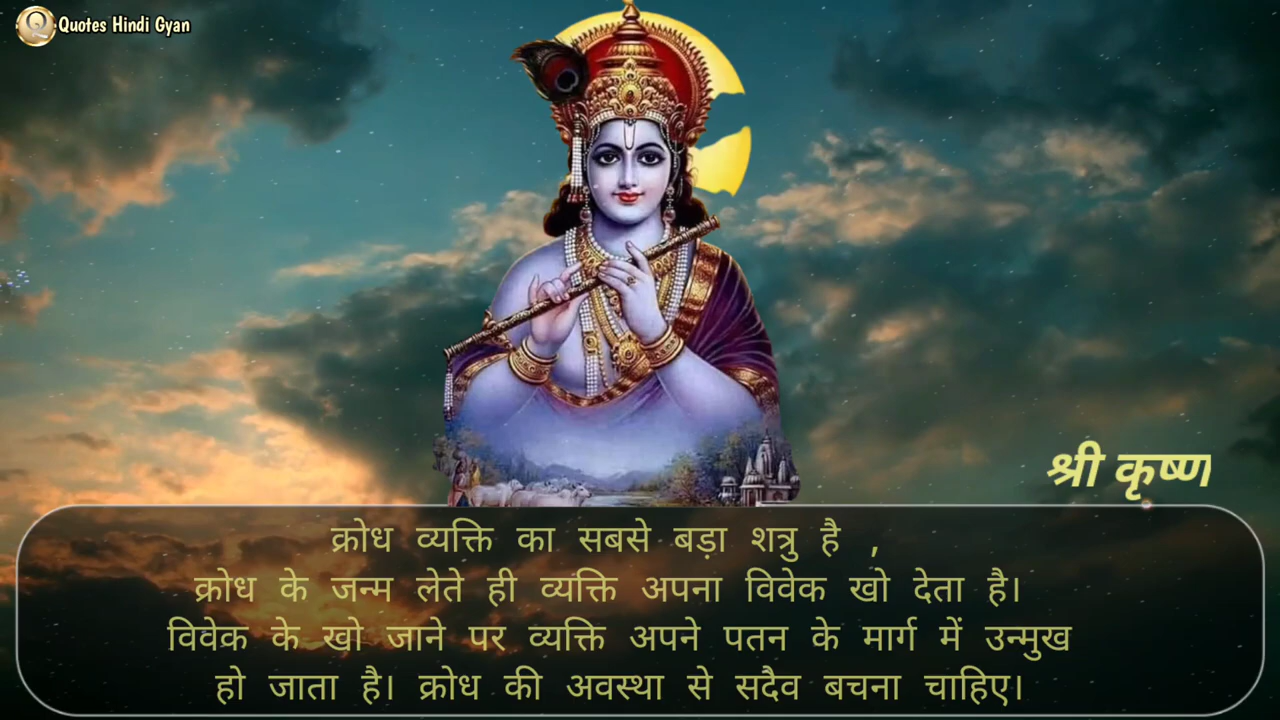 Quotes Hindi Gyan
श्री कृष्ण
क्रोध व्यक्ति का सबसे बड़ा शत्रु है ,
क्रोध के जन्म लेते ही व्यक्ति अपना विवेक खो देता है।
विवेक के खो जाने पर व्यक्ति अपने पतन के मार्ग में उन्मुख
हो जाता है। क्रोध की अवस्था से सदैव बचना चाहिए।